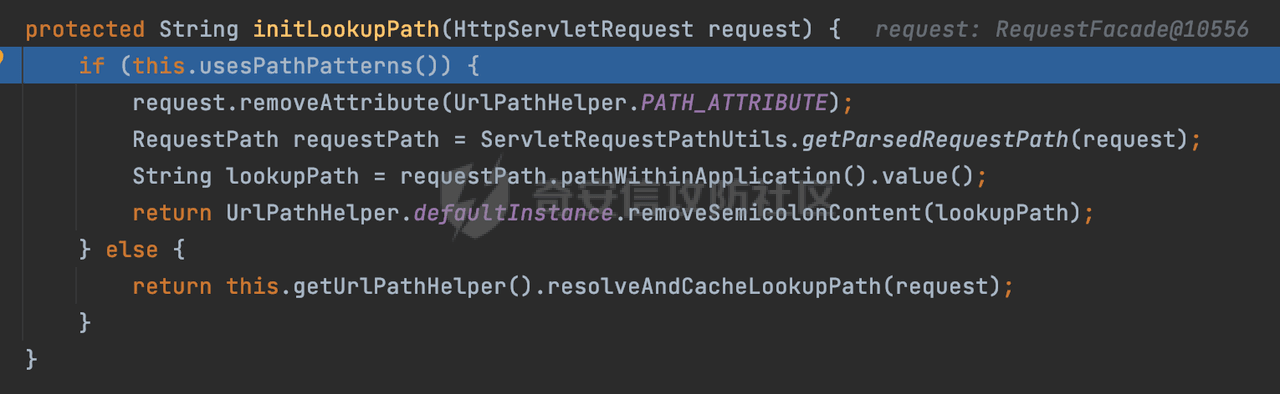 protected String initLookupPath(HttpServletRequest request) {   request: RequestFacade@10556
    if (this.usesPathPatterns()) {
        request.removeAttribute(UrlPathHelper.PATH_ATTRIBUTE);
        RequestPath requestPath = ServletRequestPathUtils.getParsedRequestPath(request);
        String lookupPath = requestPath.pathWithinApplication().value();
奇安信攻防社区
        return UrlPathHelper.defaultInstance.removeSemicolonContent(lookupPath);
    } else {
        return this.getUrlPathHelper().resolveAndCacheLookupPath(request);
    }
}